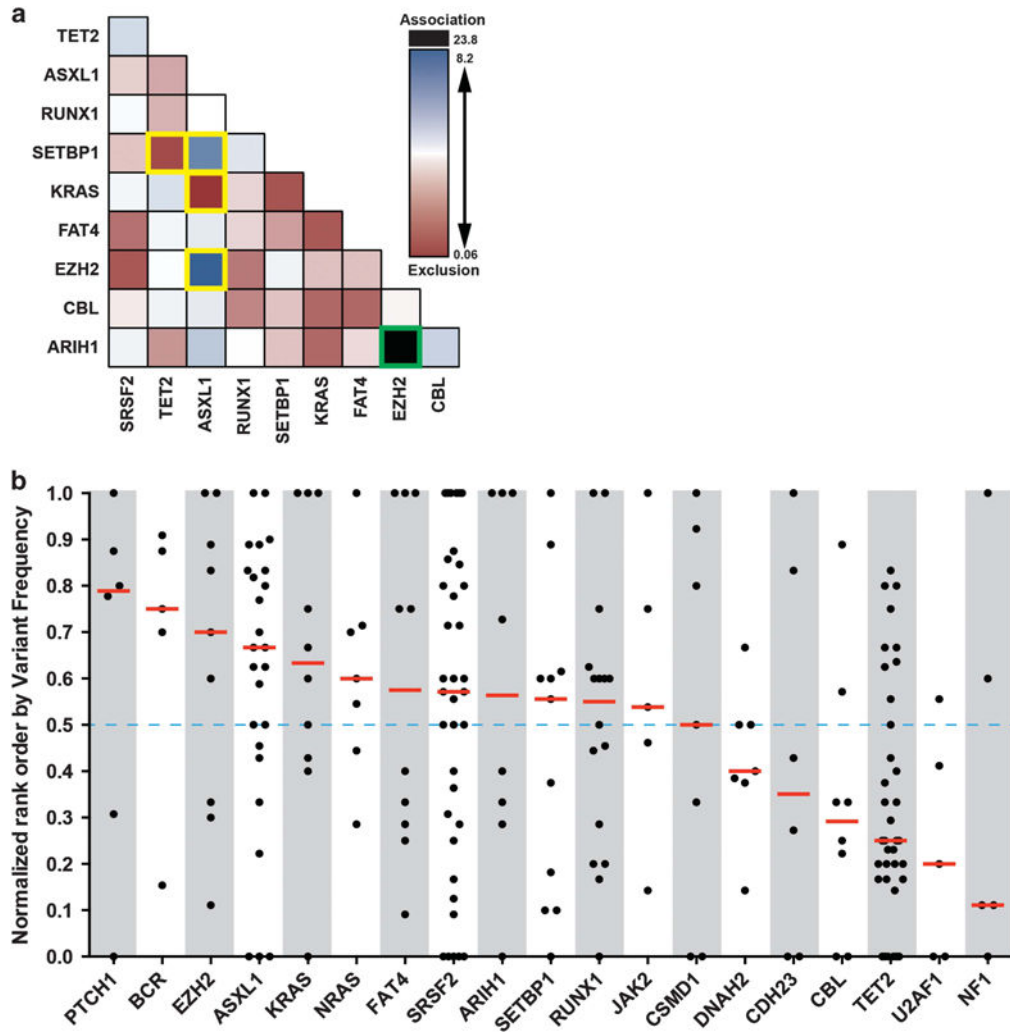 a
Association
23.8
8.2
0.06
Exclusion
TET2
ASXL1
RUNX1
SETBP1
KRAS
FAT4
EZH2
CBL
ARIH1
SRSF2 TET2 ASXL1 RUNX1 SETBP1 KRAS FAT4 EZH2 CBL
b
Normalized rank order by Variant Frequency
1.0
0.9
0.8
0.7
0.6
0.5
0.4
0.3
0.2
0.1
0.0
PTCH1 BCR EZH2 ASXL1 KRAS NRAS FAT4 SRSF2 ARIH1 SETBP1 RUNX1 JAK2 CSMD1 DNAH2 CDH23 CBL TET2 U2AF1 NF1